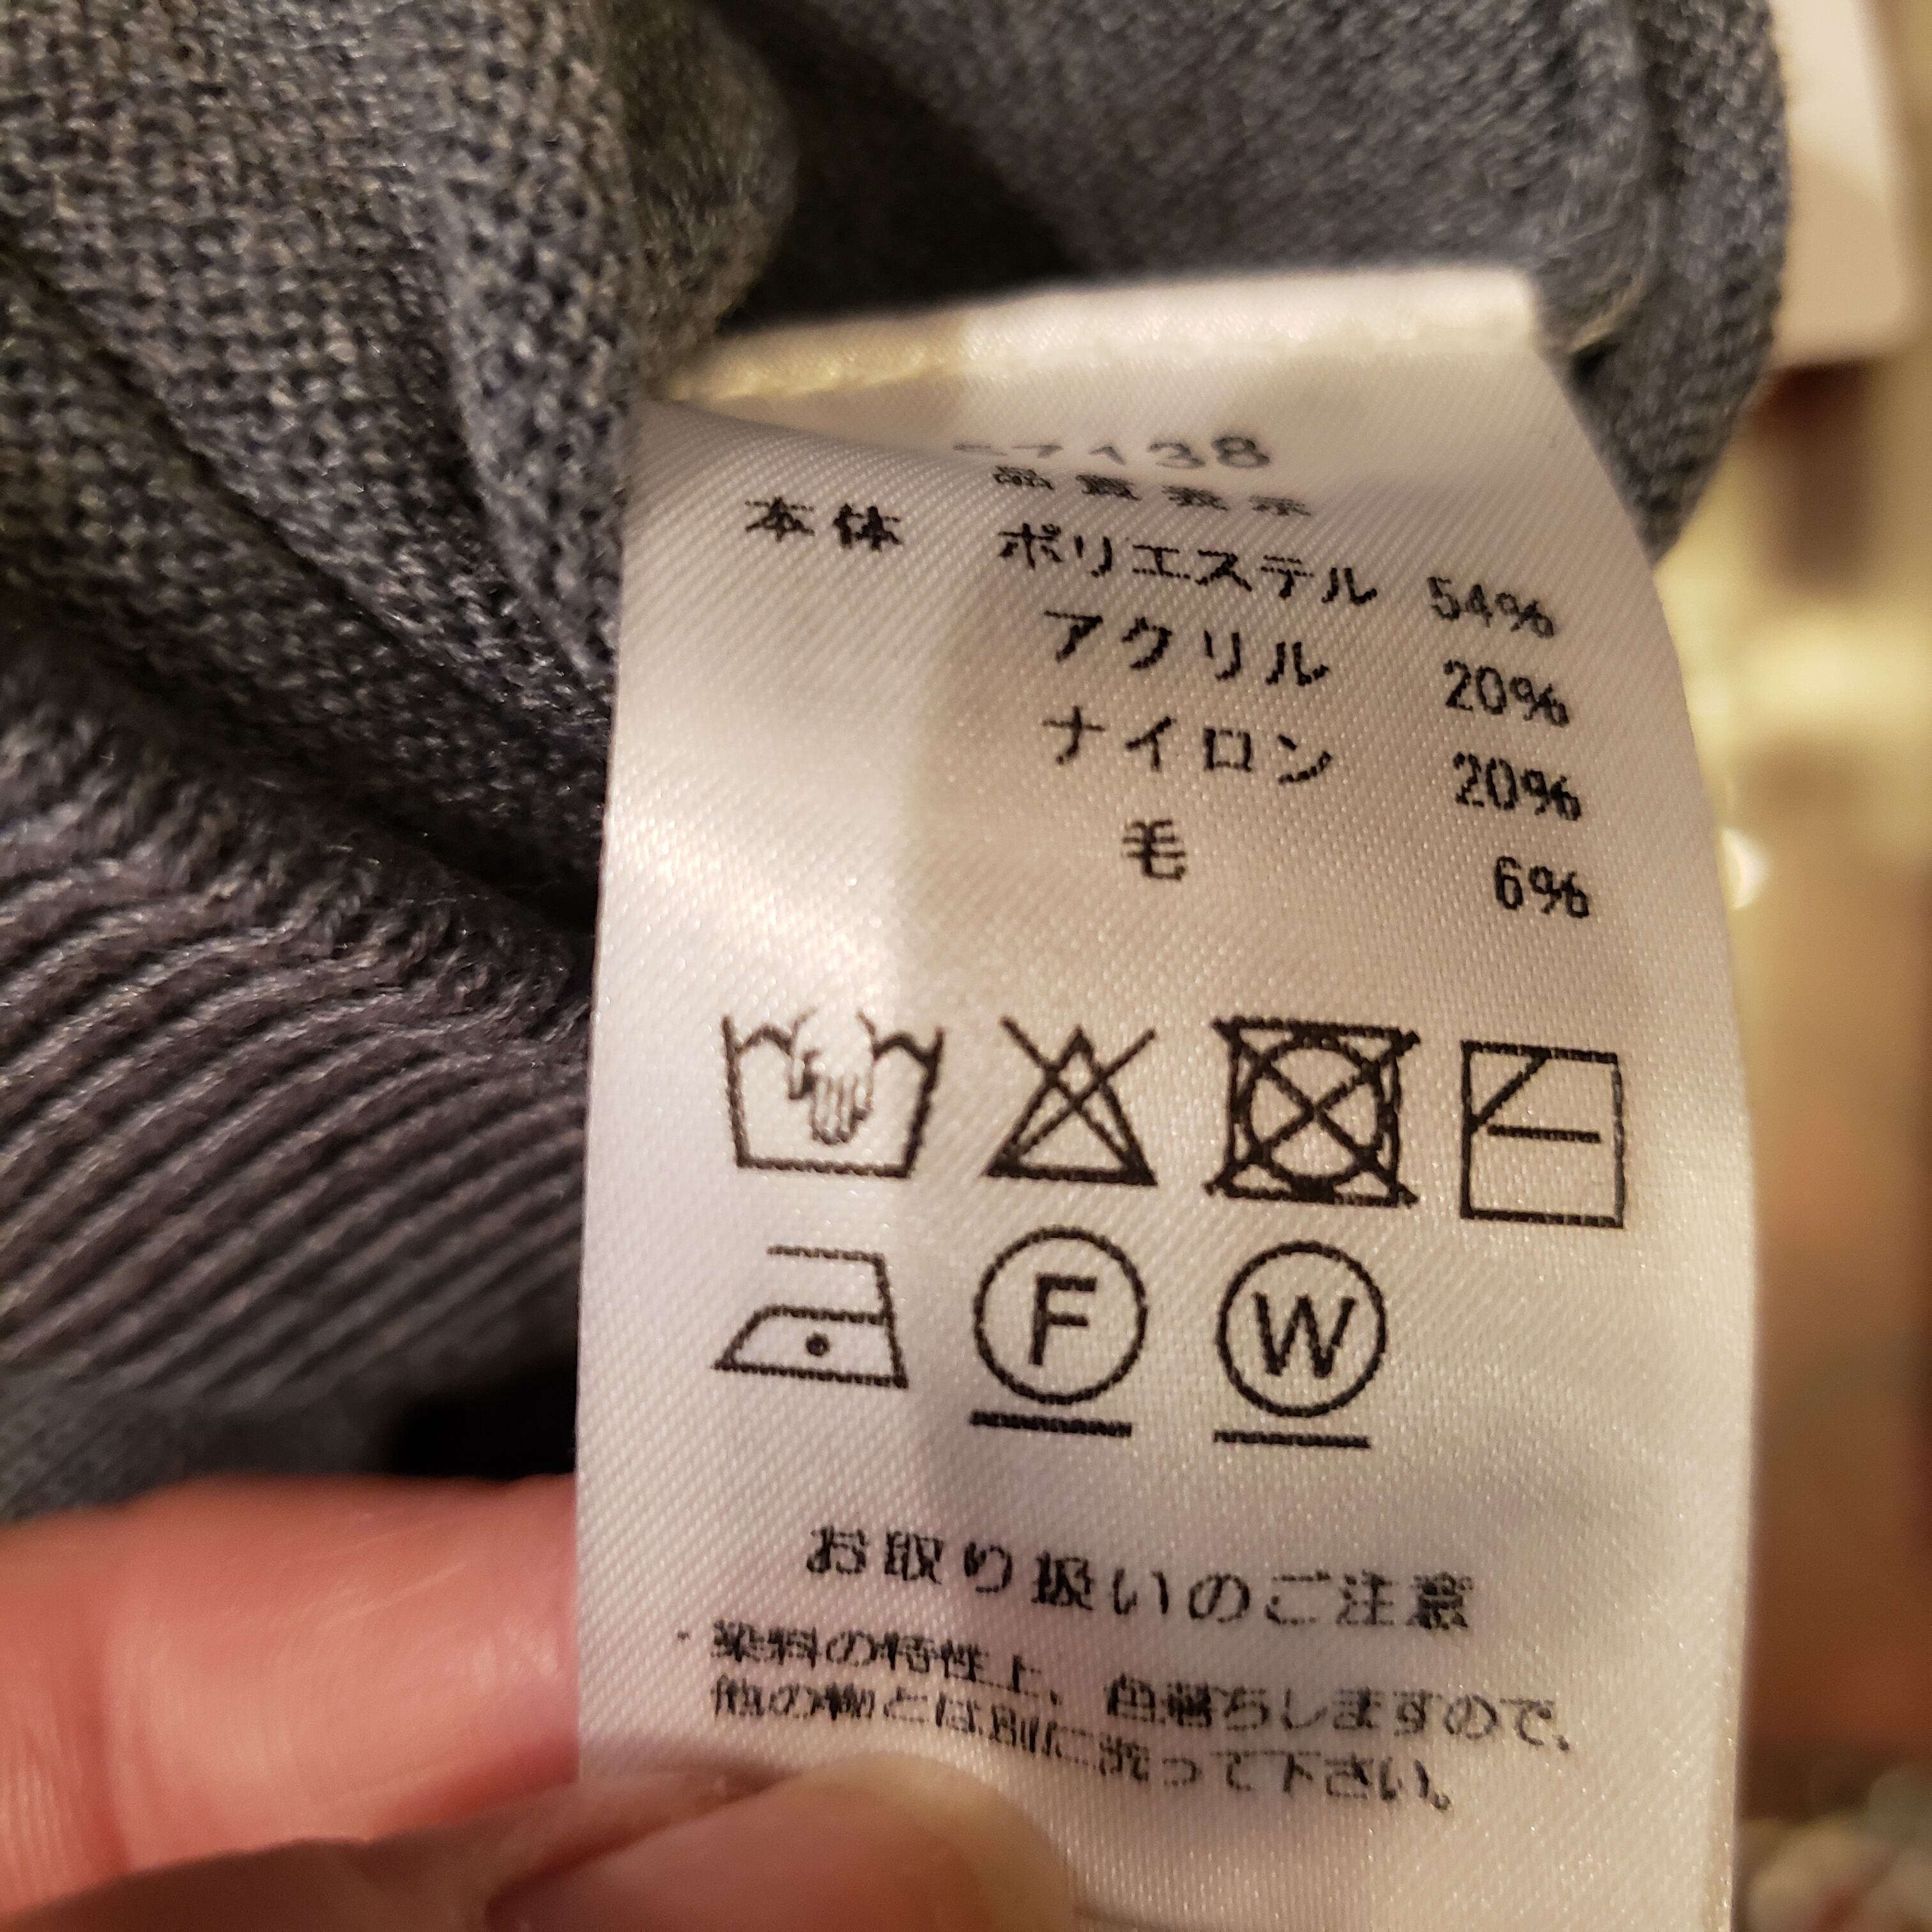 品質表示
本体 ポリエステル 54%
アクリル 20%
ナイロン 20%
毛 6%
F W
お取り扱いのご注意
・染料の特性上、色落ちしますので、
他の物とは別に洗って下さい。